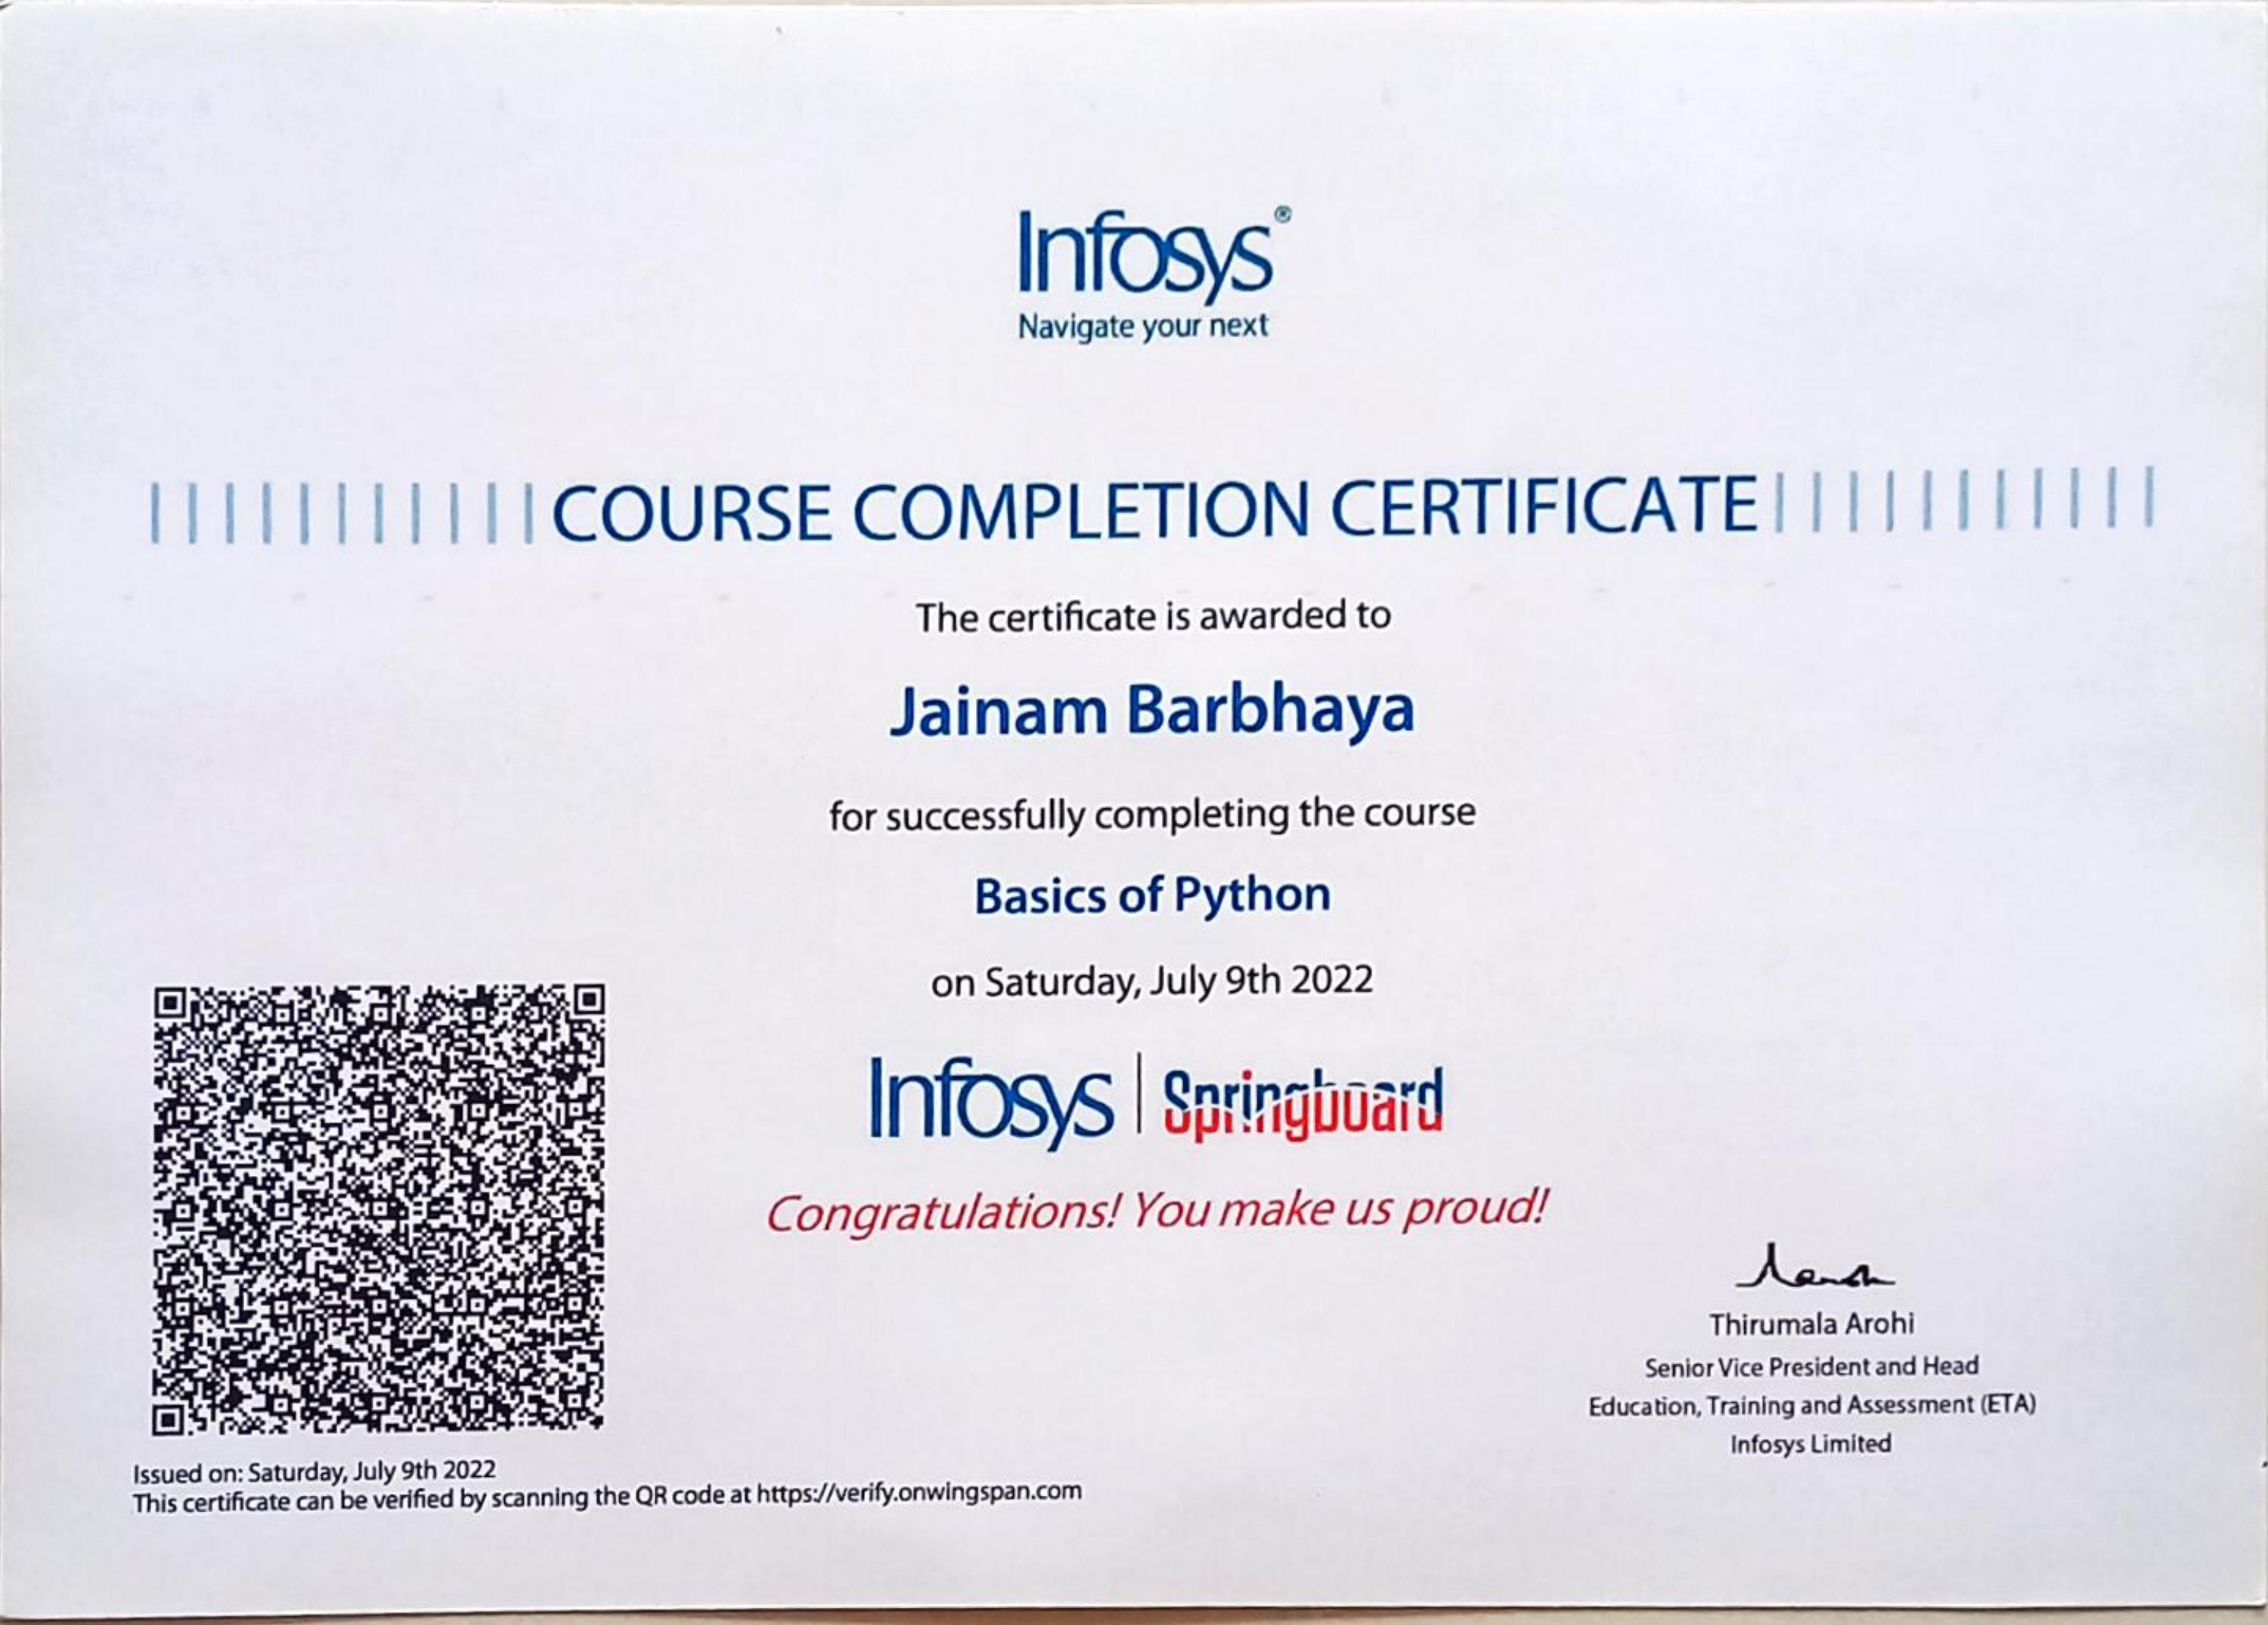 Infosys®
Navigate your next
COURSE COMPLETION CERTIFICATE
The certificate is awarded to
Jainam Barbhaya
for successfully completing the course
Basics of Python
on Saturday, July 9th 2022
Infosys | Springboard
Congratulations! You make us proud!
Thirumala Arohi
Senior Vice President and Head
Education, Training and Assessment (ETA)
Infosys Limited
Issued on: Saturday, July 9th 2022
This certificate can be verified by scanning the QR code at https://verify.onwingspan.com